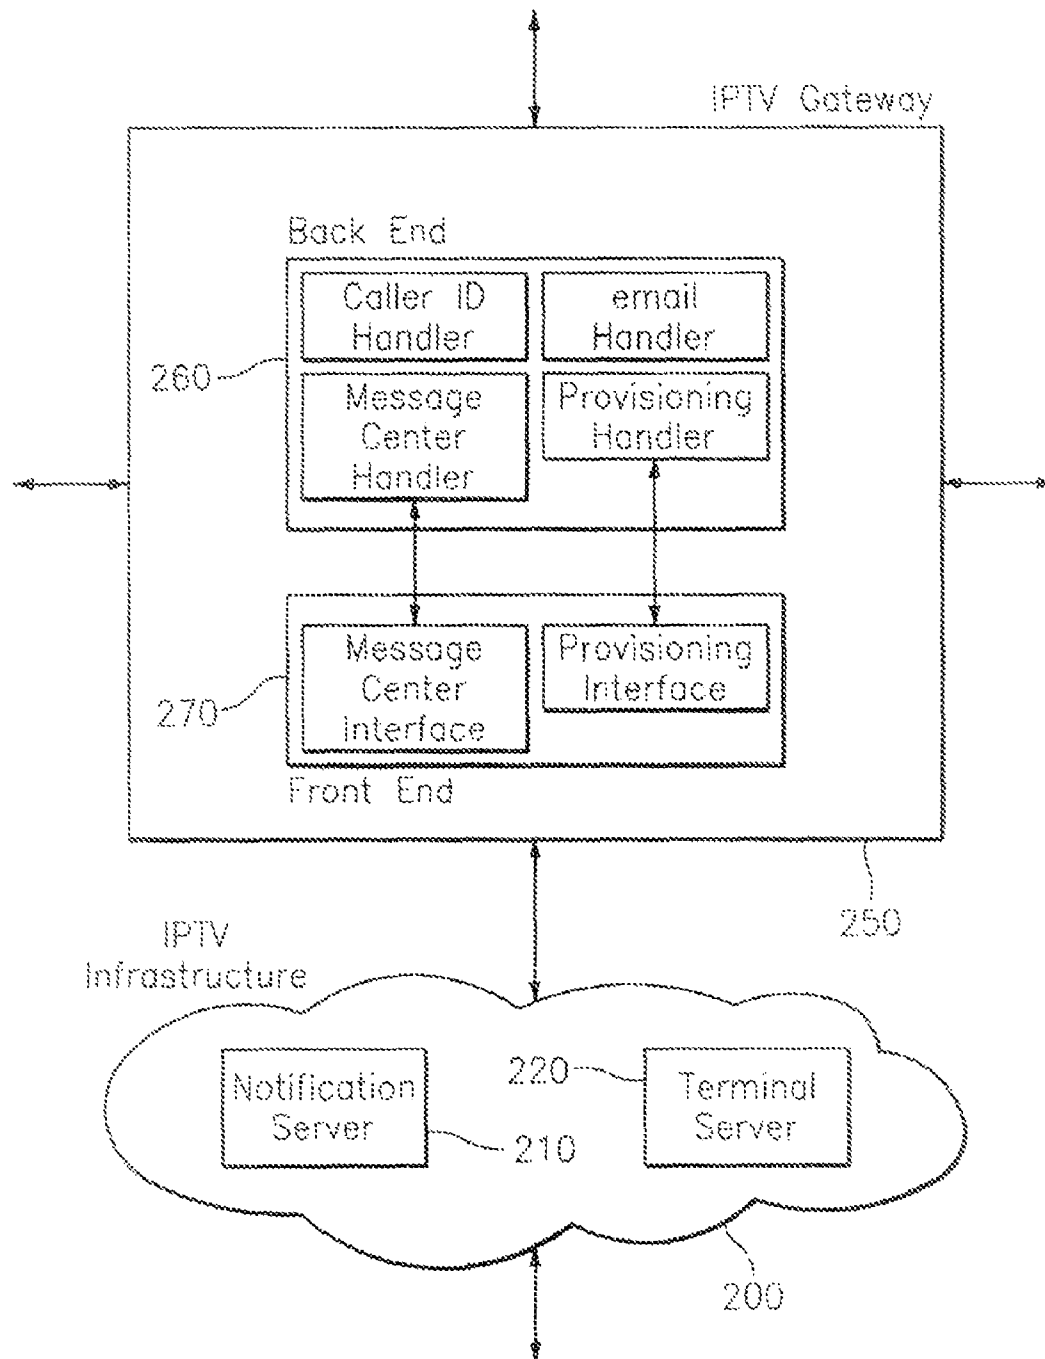 IPTV Gateway
Back End
Caller ID
Handler
email
Handler
260
Message
Center
Handler
Provisioning
Handler
Message
Center
Interface
Provisioning
Interface
270
Front End
250
IPTV
Infrastructure
Notification
Server
210
220
Terminal
Server
200